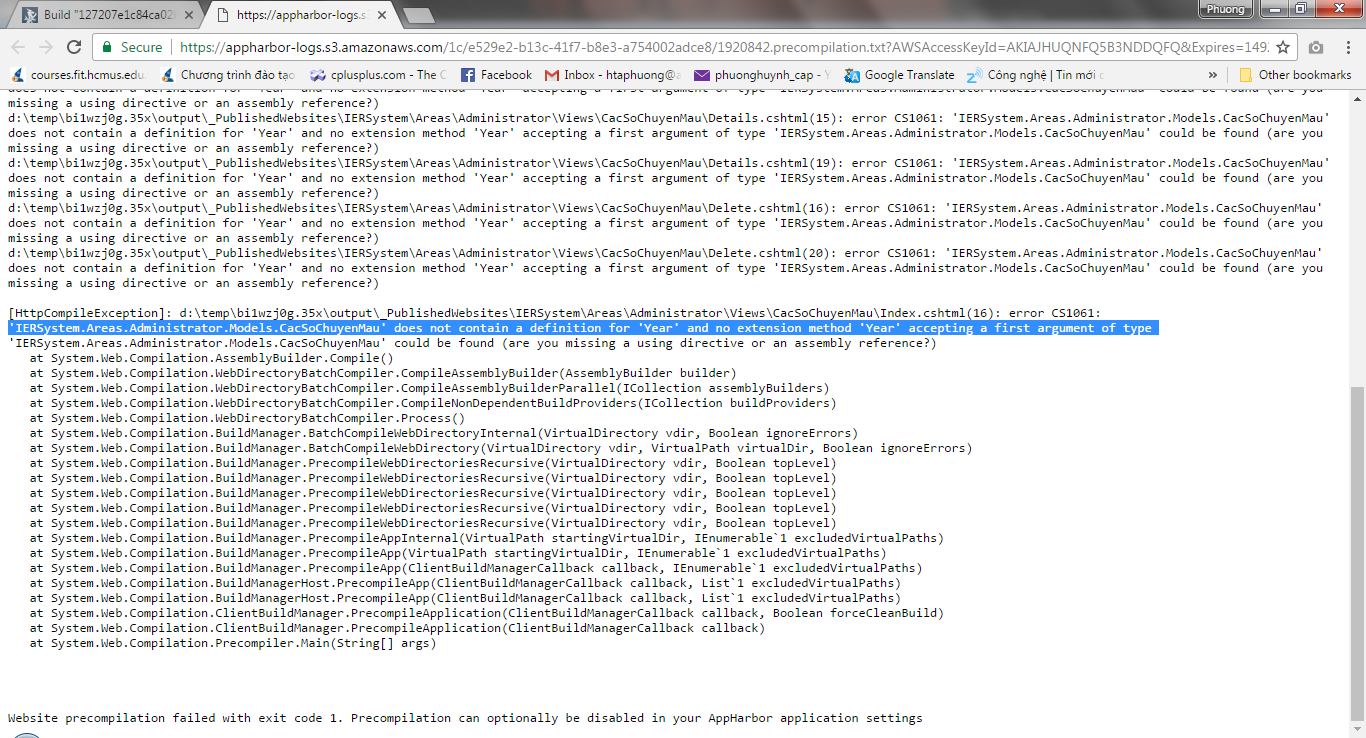 Build "127207e1c84ca02
https://appharbor-logs.s
Phuong
Secure
https://appharbor-logs.s3.amazonaws.com/1c/e529e2-b13c-41f7-b8e3-a754002adce8/1920842.precompilation.txt?AWSAccessKeyId=AKIAJHUQNFQ5B3NDDQFQ&Expires=149
courses.fit.hcmus.edu. Chương trình đào tạo cplusplus.com - The C Facebook Inbox - htaphuong@ phuonghuynh_cap - Google Translate Công nghệ | Tin mới » Other bookmarks
does not contain a definition for 'Year' and no extension method 'Year' accepting a first argument of type 'IERSystem.Areas.Administrator.Models.CacSoChuyenMau' could be found (are you
missing a using directive or an assembly reference?)
d:\temp\bi1wzj0g.35x\output\_PublishedWebsites\IERSystem\Areas\Administrator\Views\CacSoChuyenMau\Details.cshtml(15): error CS1061: 'IERSystem.Areas.Administrator.Models.CacSoChuyenMau'
does not contain a definition for 'Year' and no extension method 'Year' accepting a first argument of type 'IERSystem.Areas.Administrator.Models.CacSoChuyenMau' could be found (are you
missing a using directive or an assembly reference?)
d:\temp\bi1wzj0g.35x\output\_PublishedWebsites\IERSystem\Areas\Administrator\Views\CacSoChuyenMau\Details.cshtml(19): error CS1061: 'IERSystem.Areas.Administrator.Models.CacSoChuyenMau'
does not contain a definition for 'Year' and no extension method 'Year' accepting a first argument of type 'IERSystem.Areas.Administrator.Models.CacSoChuyenMau' could be found (are you
missing a using directive or an assembly reference?)
d:\temp\bi1wzj0g.35x\output\_PublishedWebsites\IERSystem\Areas\Administrator\Views\CacSoChuyenMau\Delete.cshtml(16): error CS1061: 'IERSystem.Areas.Administrator.Models.CacSoChuyenMau'
does not contain a definition for 'Year' and no extension method 'Year' accepting a first argument of type 'IERSystem.Areas.Administrator.Models.CacSoChuyenMau' could be found (are you
missing a using directive or an assembly reference?)
d:\temp\bi1wzj0g.35x\output\_PublishedWebsites\IERSystem\Areas\Administrator\Views\CacSoChuyenMau\Delete.cshtml(20): error CS1061: 'IERSystem.Areas.Administrator.Models.CacSoChuyenMau'
does not contain a definition for 'Year' and no extension method 'Year' accepting a first argument of type 'IERSystem.Areas.Administrator.Models.CacSoChuyenMau' could be found (are you
missing a using directive or an assembly reference?)
[HttpCompileException]: d:\temp\bi1wzj0g.35x\output\_PublishedWebsites\IERSystem\Areas\Administrator\Views\CacSoChuyenMau\Index.cshtml(16): error CS1061:
'IERSystem.Areas.Administrator.Models.CacSoChuyenMau' does not contain a definition for 'Year' and no extension method 'Year' accepting a first argument of type
'IERSystem.Areas.Administrator.Models.CacSoChuyenMau' could be found (are you missing a using directive or an assembly reference?)
at System.Web.Compilation.AssemblyBuilder.Compile()
at System.Web.Compilation.WebDirectoryBatchCompiler.CompileAssemblyBuilder(AssemblyBuilder builder)
at System.Web.Compilation.WebDirectoryBatchCompiler.CompileAssemblyBuilderParallel(ICollection assemblyBuilders)
at System.Web.Compilation.WebDirectoryBatchCompiler.CompileNonDependentBuildProviders(ICollection buildProviders)
at System.Web.Compilation.WebDirectoryBatchCompiler.Process()
at System.Web.Compilation.BuildManager.BatchCompileWebDirectoryInternal(VirtualDirectory vdir, Boolean ignoreErrors)
at System.Web.Compilation.BuildManager.BatchCompileWebDirectory(VirtualDirectory vdir, VirtualPath virtualDir, Boolean ignoreErrors)
at System.Web.Compilation.BuildManager.PrecompileWebDirectoriesRecursive(VirtualDirectory vdir, Boolean topLevel)
at System.Web.Compilation.BuildManager.PrecompileWebDirectoriesRecursive(VirtualDirectory vdir, Boolean topLevel)
at System.Web.Compilation.BuildManager.PrecompileWebDirectoriesRecursive(VirtualDirectory vdir, Boolean topLevel)
at System.Web.Compilation.BuildManager.PrecompileWebDirectoriesRecursive(VirtualDirectory vdir, Boolean topLevel)
at System.Web.Compilation.BuildManager.PrecompileWebDirectoriesRecursive(VirtualDirectory vdir, Boolean topLevel)
at System.Web.Compilation.BuildManager.PrecompileAppInternal(VirtualPath startingVirtualDir, IEnumerable`1 excludedVirtualPaths)
at System.Web.Compilation.BuildManager.PrecompileApp(VirtualPath startingVirtualDir, IEnumerable`1 excludedVirtualPaths)
at System.Web.Compilation.BuildManager.PrecompileApp(ClientBuildManagerCallback callback, IEnumerable`1 excludedVirtualPaths)
at System.Web.Compilation.BuildManagerHost.PrecompileApp(ClientBuildManagerCallback callback, List`1 excludedVirtualPaths)
at System.Web.Compilation.BuildManagerHost.PrecompileApp(ClientBuildManagerCallback callback, List`1 excludedVirtualPaths)
at System.Web.Compilation.ClientBuildManager.PrecompileApplication(ClientBuildManagerCallback callback, Boolean forceCleanBuild)
at System.Web.Compilation.ClientBuildManager.PrecompileApplication(ClientBuildManagerCallback callback)
at System.Web.Compilation.Precompiler.Main(String[] args)
Website precompilation failed with exit code 1. Precompilation can optionally be disabled in your AppHarbor application settings